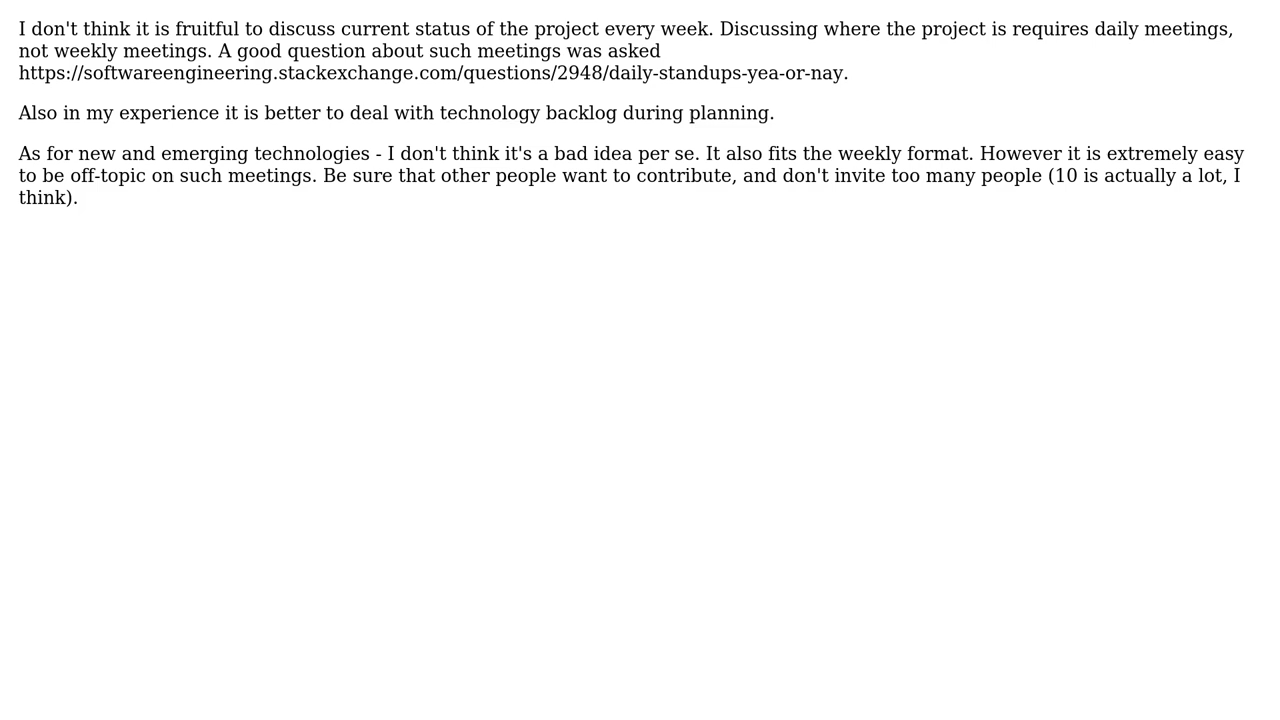 I don't think it is fruitful to discuss current status of the project every week. Discussing where the project is requires daily meetings,
not weekly meetings. A good question about such meetings was asked
https://softwareengineering.stackexchange.com/questions/2948/daily-standups-yea-or-nay.
Also in my experience it is better to deal with technology backlog during planning.
As for new and emerging technologies - I don't think it's a bad idea per se. It also fits the weekly format. However it is extremely easy
to be off-topic on such meetings. Be sure that other people want to contribute, and don't invite too many people (10 is actually a lot, I
think).